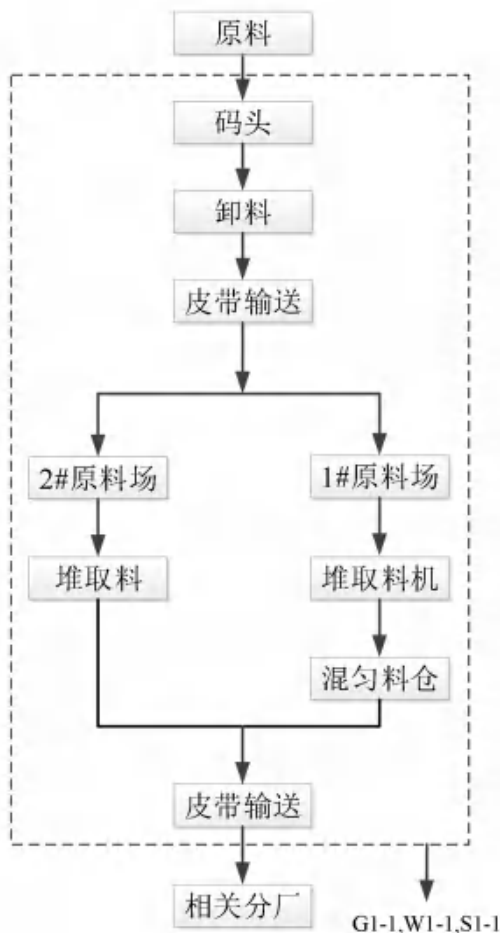 原料
码头
卸料
皮带输送
2#原料场
1#原料场
堆取料
堆取料机
混匀料仓
皮带输送
相关分厂
G1-1,W1-1,S1-1